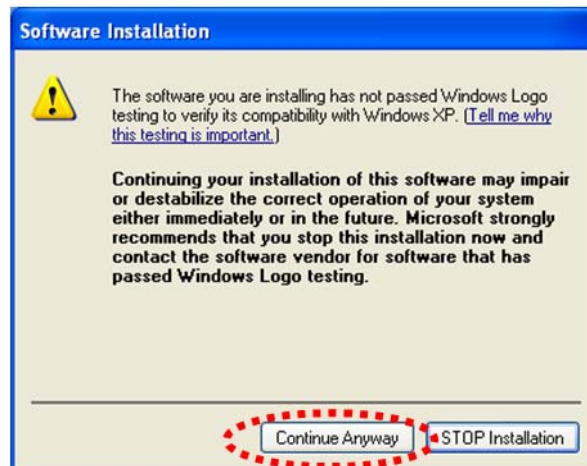 Software Installation
The software you are installing has not passed Windows Logo
testing to verify its compatibility with Windows XP. (Tell me why
this testing is important.)
Continuing your installation of this software may impair
or destabilize the correct operation of your system
either immediately or in the future. Microsoft strongly
recommends that you stop this installation now and
contact the software vendor for software that has
passed Windows Logo testing.
Continue Anyway STOP Installation